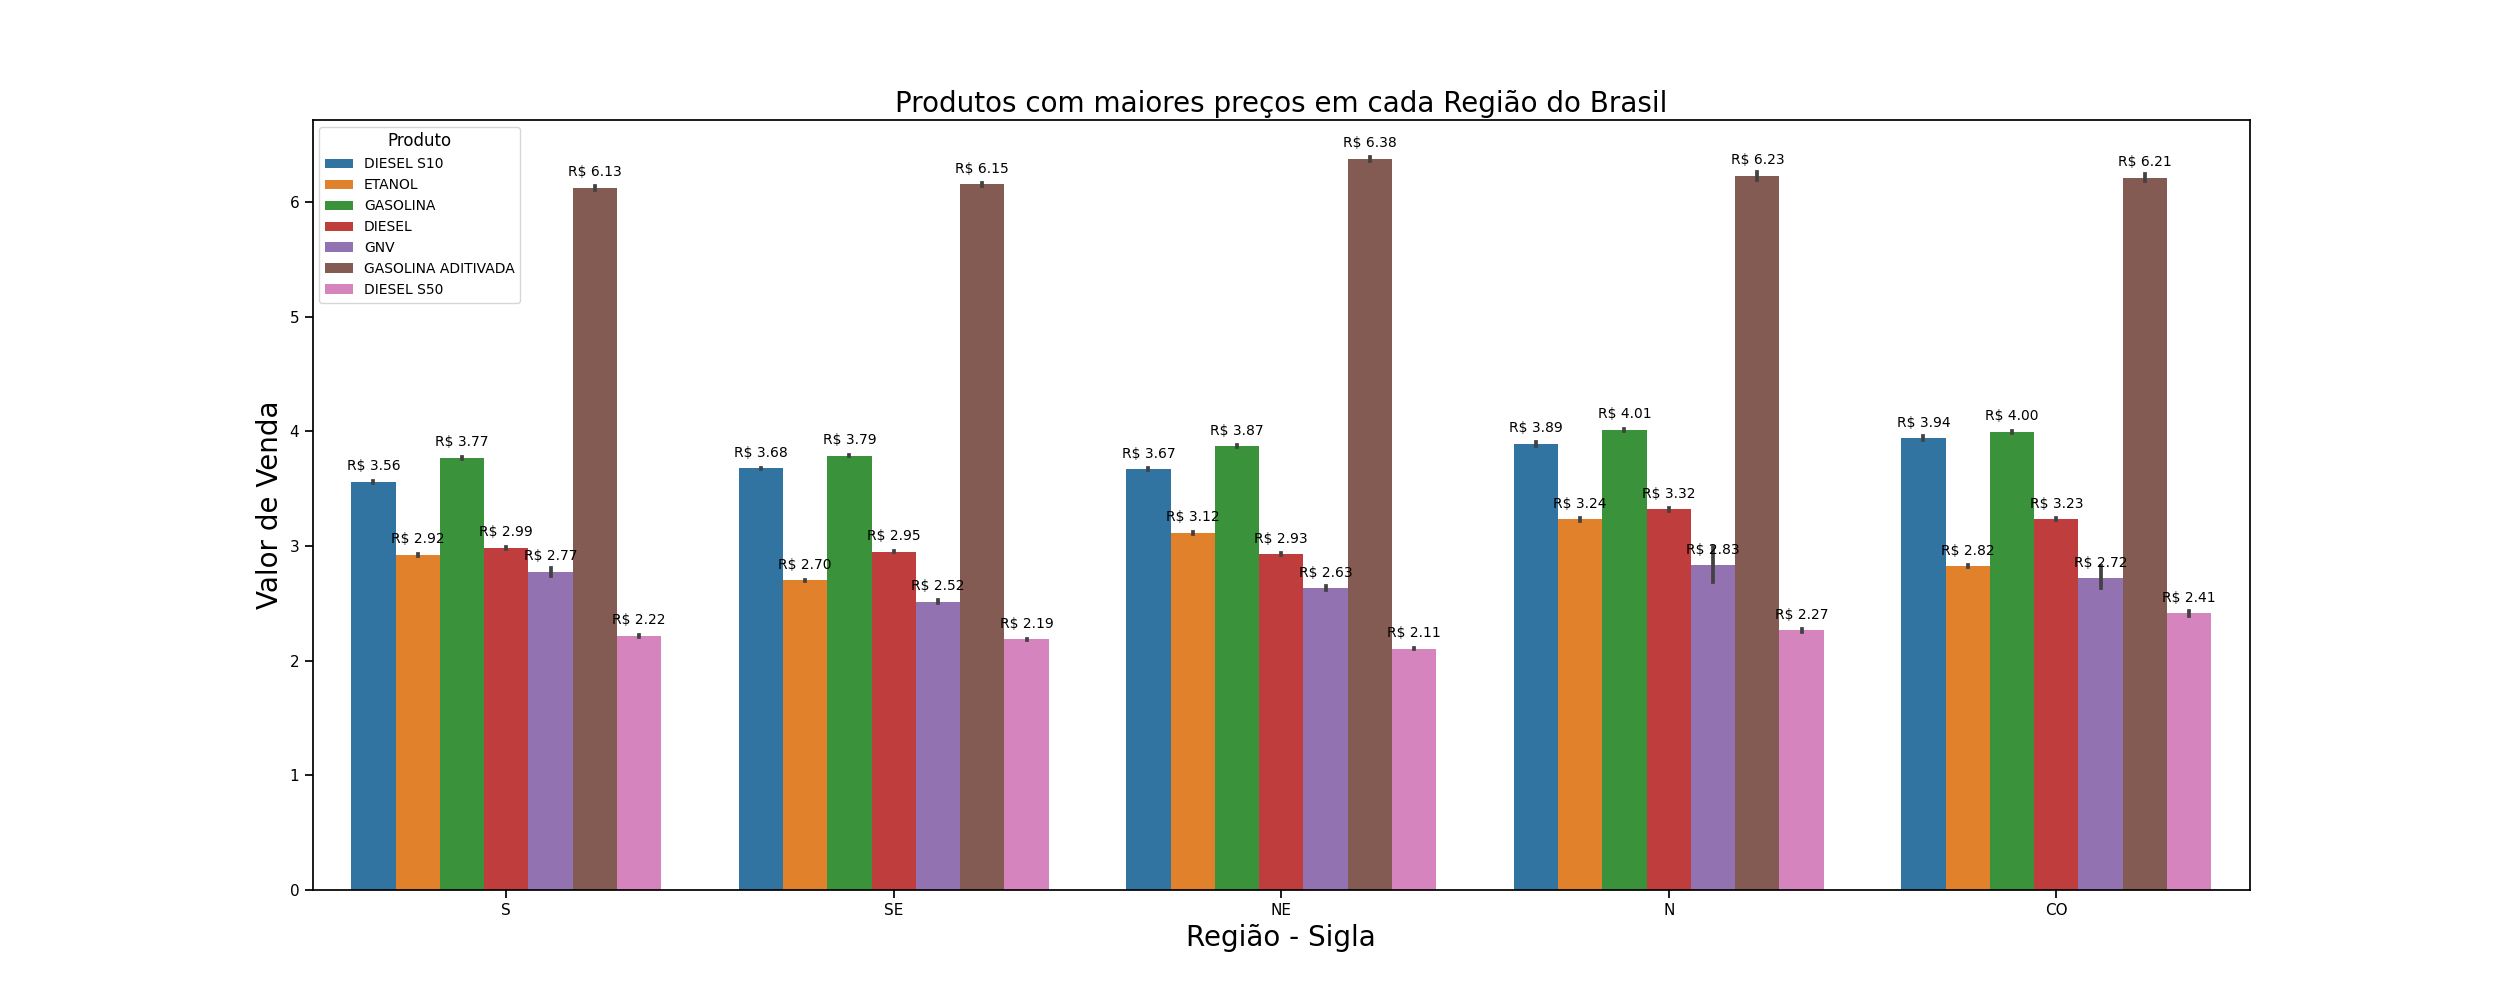 Produtos com maiores preços em cada Região do Brasil
Produto
DIESEL S10
ETANOL
GASOLINA
DIESEL
GNV
GASOLINA ADITIVADA
DIESEL S50
Valor de Venda
6
5
4
3
2
1
0
R$ 3.56
R$ 2.92
R$ 3.77
R$ 2.99
R$ 2.77
R$ 6.13
R$ 2.22
R$ 3.68
R$ 2.70
R$ 3.79
R$ 2.95
R$ 2.52
R$ 6.15
R$ 2.19
R$ 3.67
R$ 3.12
R$ 3.87
R$ 2.93
R$ 2.63
R$ 6.38
R$ 2.11
R$ 3.89
R$ 3.24
R$ 4.01
R$ 3.32
R$ 2.83
R$ 6.23
R$ 2.27
R$ 3.94
R$ 2.82
R$ 4.00
R$ 3.23
R$ 2.72
R$ 6.21
R$ 2.41
S
SE
NE
N
CO
Região - Sigla